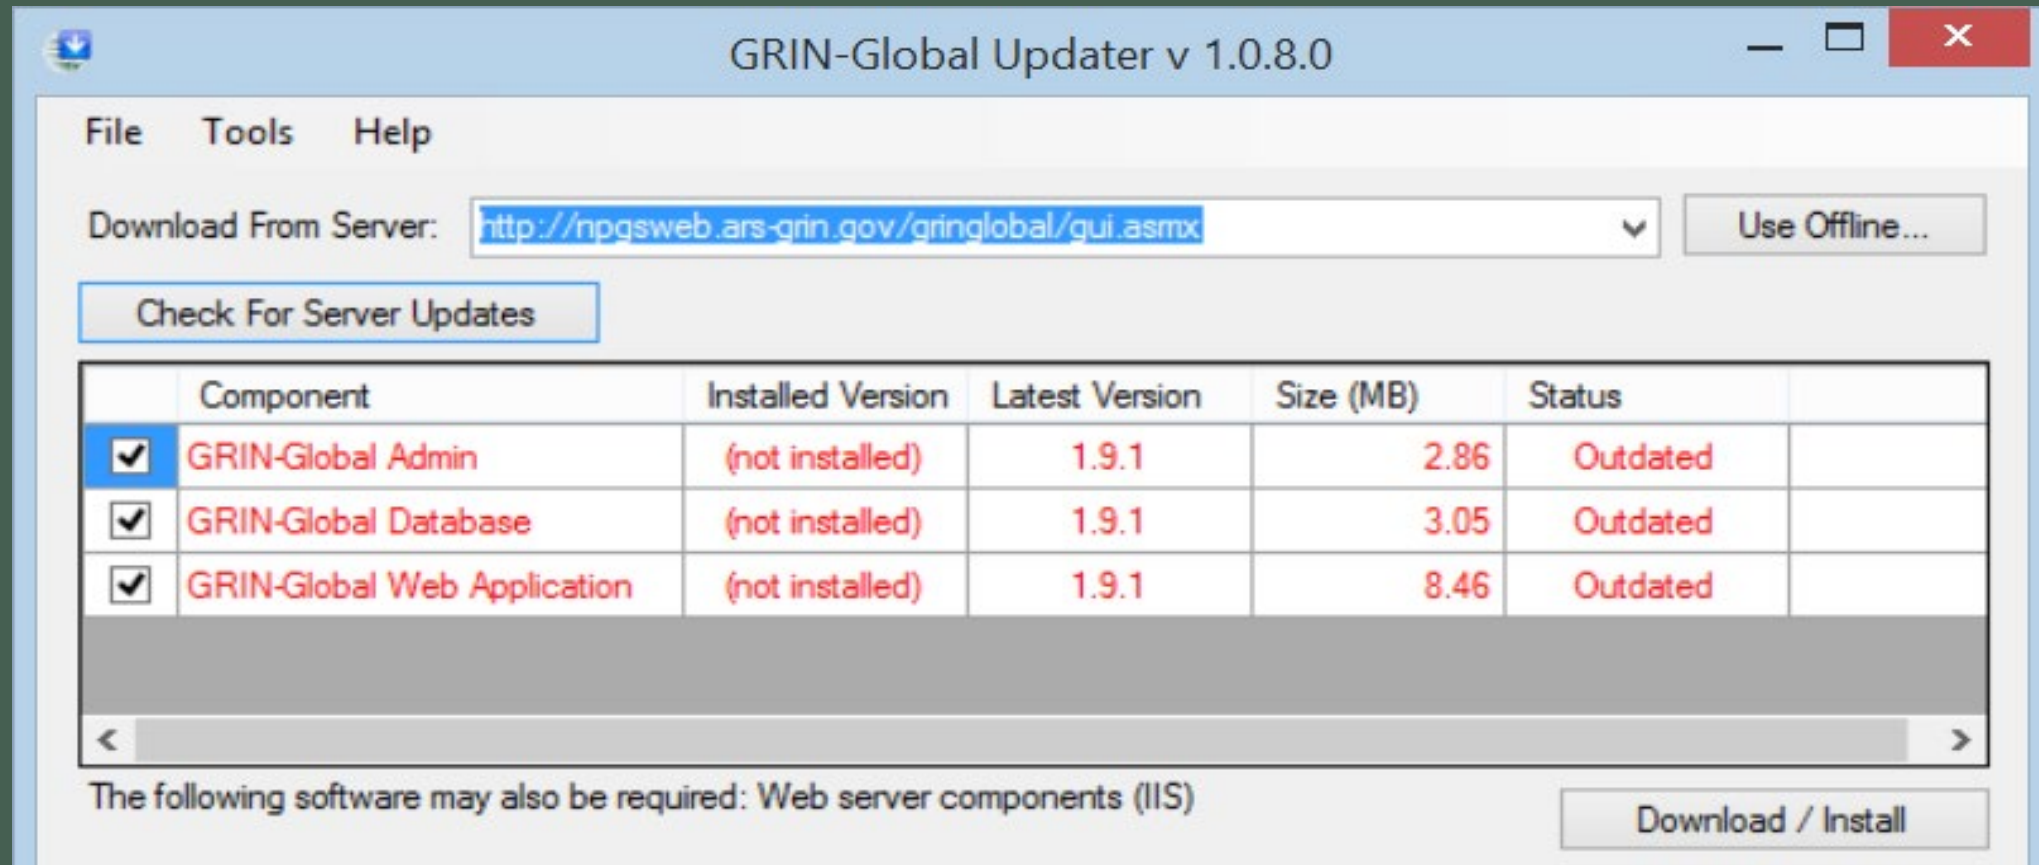 GRIN-Global Updater v 1.0.8.0
File Tools Help
Download From Server: http://npgsweb.ars-grin.gov/gringlobal/gui.asmx Use Offline...
Check For Server Updates
Component Installed Version Latest Version Size (MB) Status
GRIN-Global Admin (not installed) 1.9.1 2.86 Outdated
GRIN-Global Database (not installed) 1.9.1 3.05 Outdated
GRIN-Global Web Application (not installed) 1.9.1 8.46 Outdated
The following software may also be required: Web server components (IIS)
Download / Install